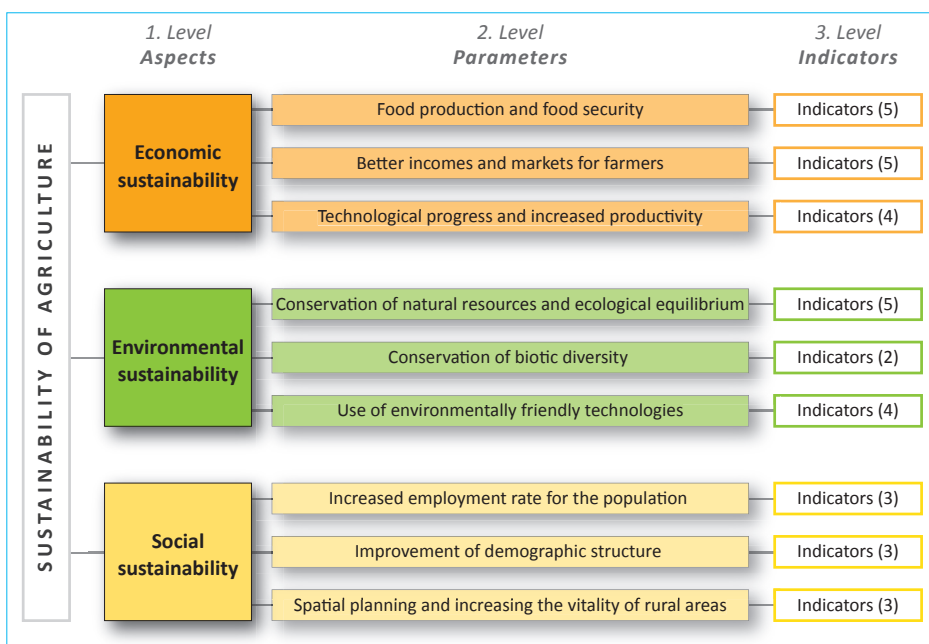 1. Level
Aspects
2. Level
Parameters
3. Level
Indicators
SUSTAINABILITY OF AGRICULTURE
Economic
sustainability
Food production and food security
Indicators (5)
Better incomes and markets for farmers
Indicators (5)
Technological progress and increased productivity
Indicators (4)
Environmental
sustainability
Conservation of natural resources and ecological equilibrium
Indicators (5)
Conservation of biotic diversity
Indicators (2)
Use of environmentally friendly technologies
Indicators (4)
Social
sustainability
Increased employment rate for the population
Indicators (3)
Improvement of demographic structure
Indicators (3)
Spatial planning and increasing the vitality of rural areas
Indicators (3)